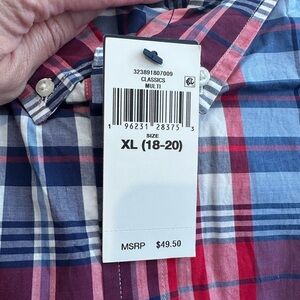 323891807009
CLASSICS
MULTI
1 96231 28375 3
SIZE
XL (18-20)
MSRP $49.50